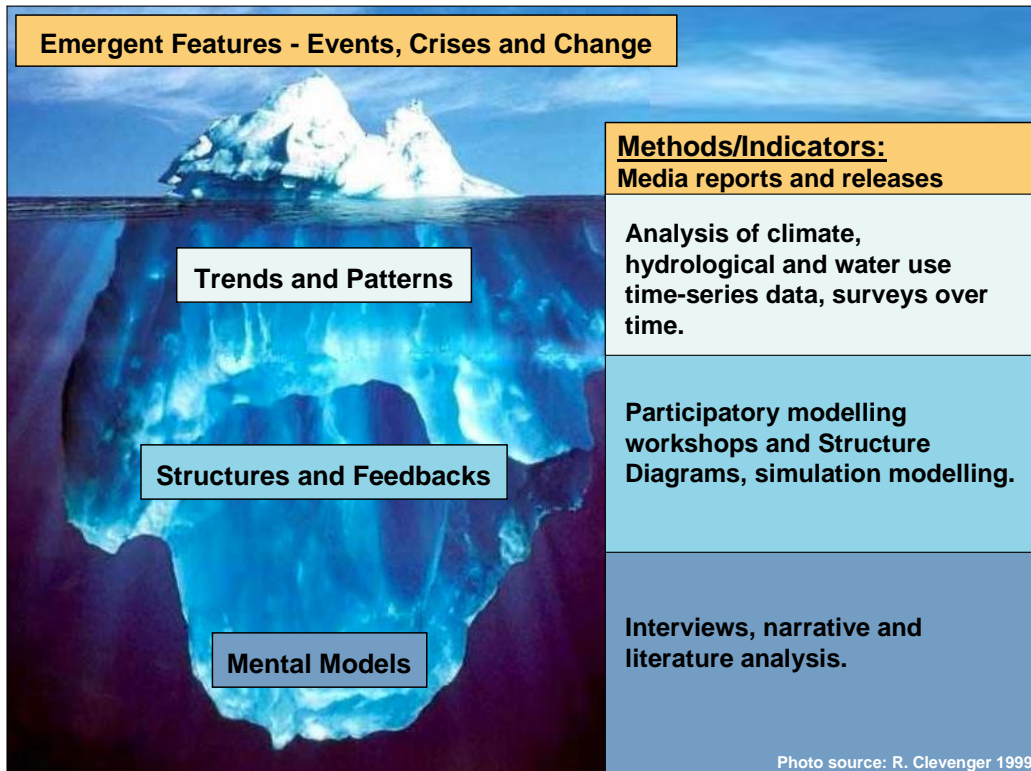 Emergent Features - Events, Crises and Change
Methods/Indicators:
Media reports and releases
Trends and Patterns
Analysis of climate,
hydrological and water use
time-series data, surveys over
time.
Structures and Feedbacks
Participatory modelling
workshops and Structure
Diagrams, simulation modelling.
Mental Models
Interviews, narrative and
literature analysis.
Photo source: R. Clevenger 1999